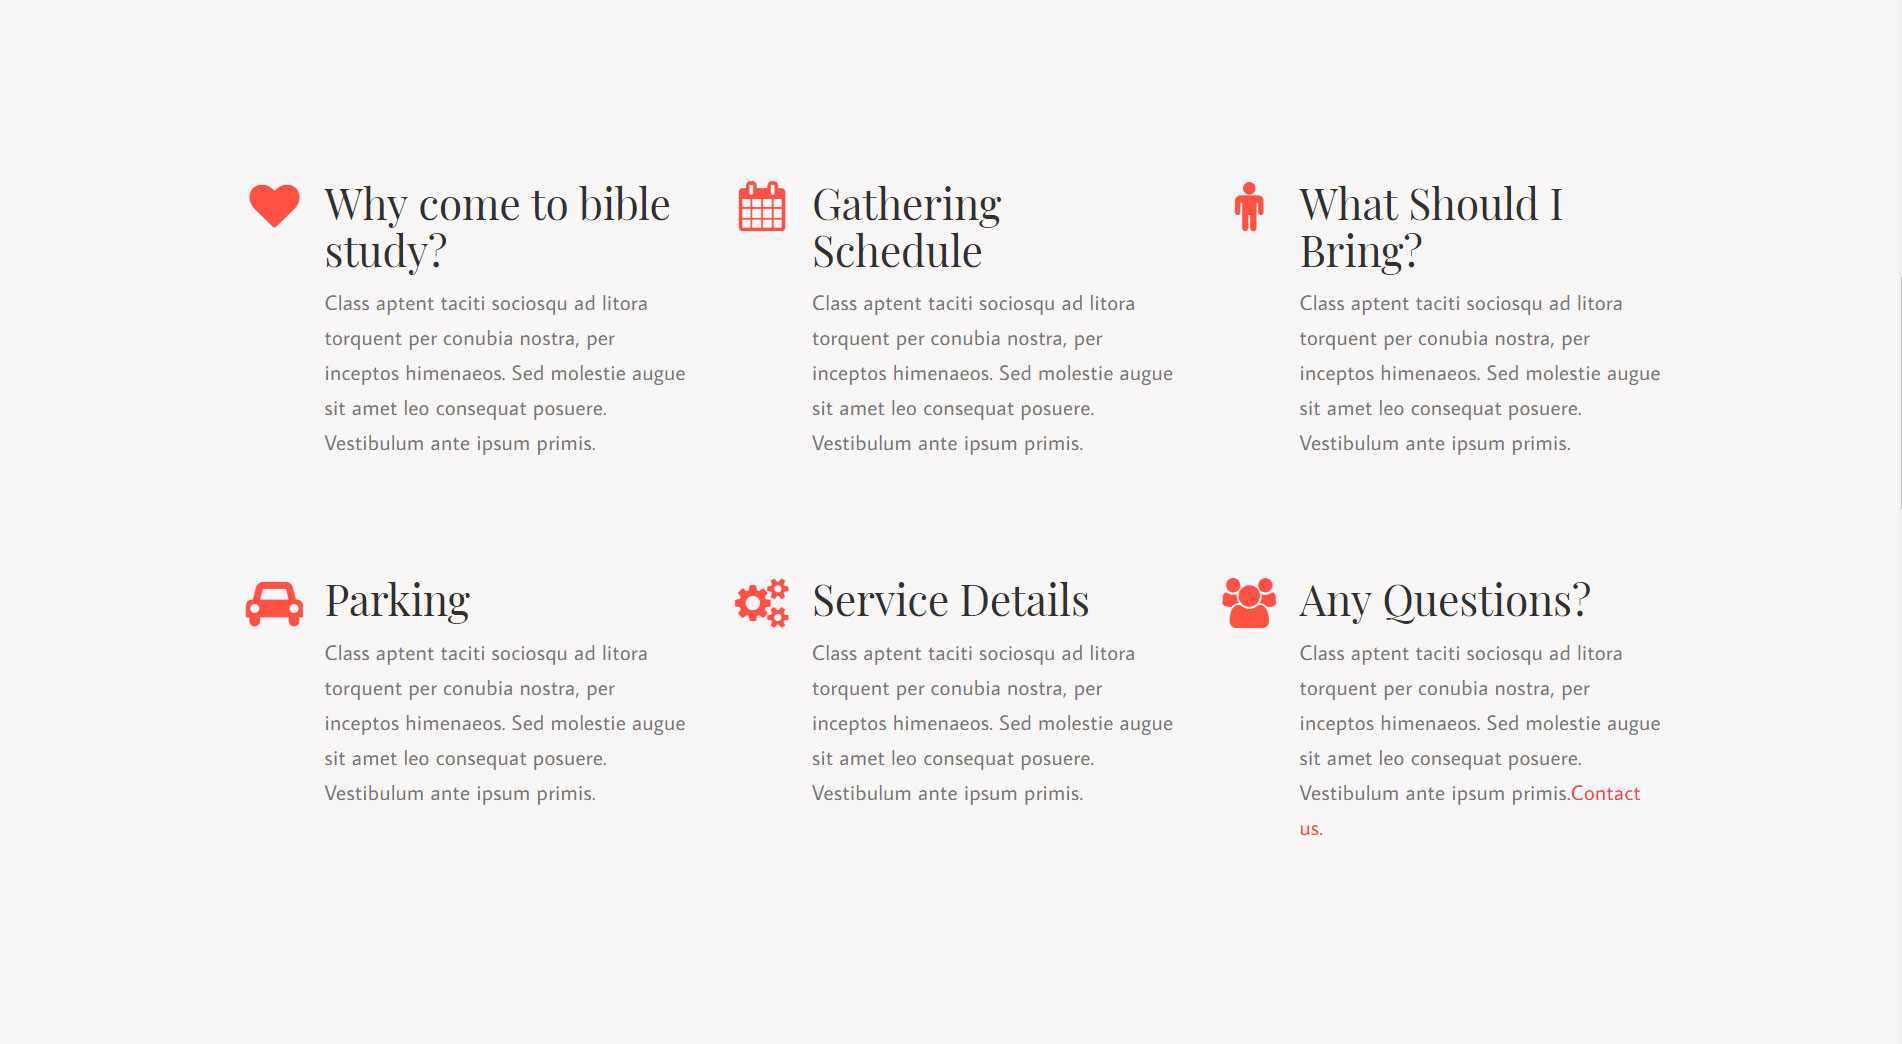 Why come to bible
study?
Class aptent taciti sociosqu ad litora
torquent per conubia nostra, per
inceptos himenaeos. Sed molestie augue
sit amet leo consequat posuere.
Vestibulum ante ipsum primis.
Gathering
Schedule
Class aptent taciti sociosqu ad litora
torquent per conubia nostra, per
inceptos himenaeos. Sed molestie augue
sit amet leo consequat posuere.
Vestibulum ante ipsum primis.
What Should I
Bring?
Class aptent taciti sociosqu ad litora
torquent per conubia nostra, per
inceptos himenaeos. Sed molestie augue
sit amet leo consequat posuere.
Vestibulum ante ipsum primis.
Parking
Class aptent taciti sociosqu ad litora
torquent per conubia nostra, per
inceptos himenaeos. Sed molestie augue
sit amet leo consequat posuere.
Vestibulum ante ipsum primis.
Service Details
Class aptent taciti sociosqu ad litora
torquent per conubia nostra, per
inceptos himenaeos. Sed molestie augue
sit amet leo consequat posuere.
Vestibulum ante ipsum primis.
Any Questions?
Class aptent taciti sociosqu ad litora
torquent per conubia nostra, per
inceptos himenaeos. Sed molestie augue
sit amet leo consequat posuere.
Vestibulum ante ipsum primis.Contact
us.